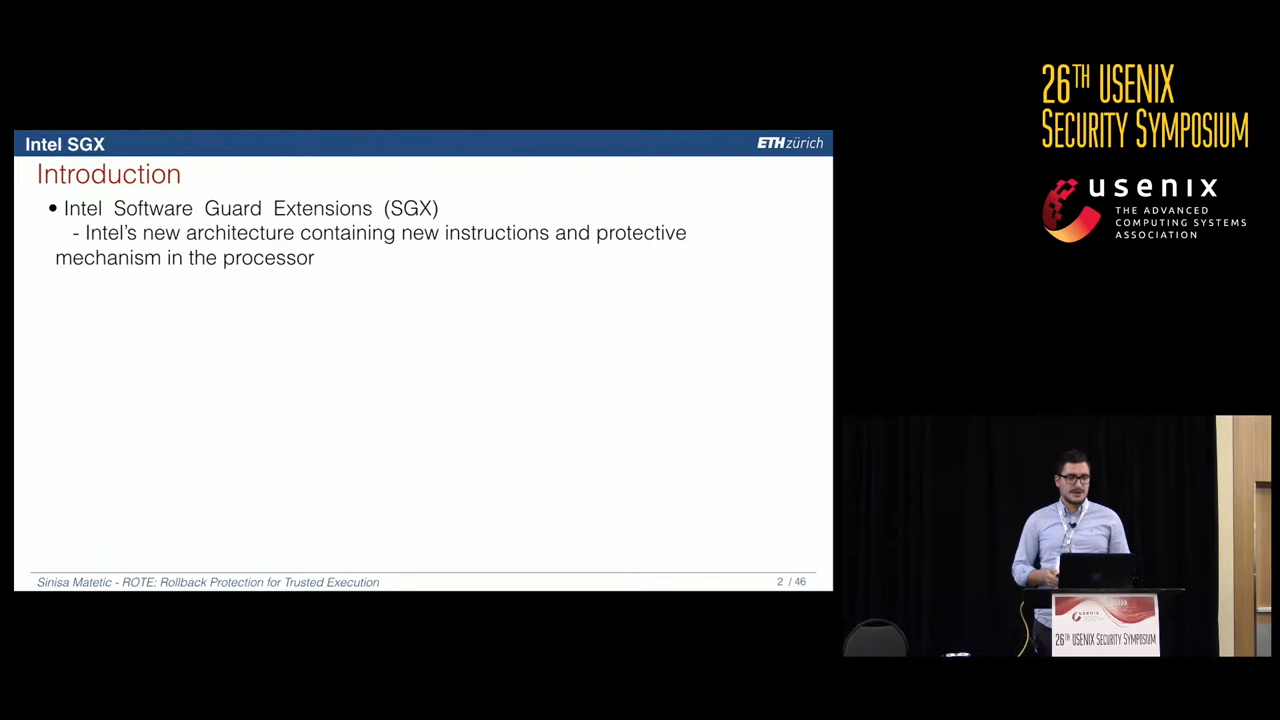 Intel SGX
ETHzürich
Introduction
• Intel Software Guard Extensions (SGX)
- Intel's new architecture containing new instructions and protective
mechanism in the processor
Sinisa Matetic - ROTE: Rollback Protection for Trusted Execution
2 / 46
26TH USENIX
SECURITY SYMPOSIUM
usenix
THE ADVANCED
COMPUTING SYSTEMS
ASSOCIATION
usenix
26TH USENIX SECURITY SYMPOSIUM